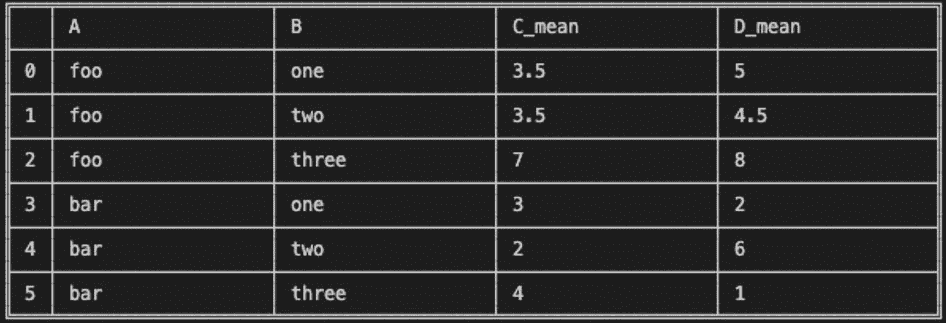 A B C_mean D_mean
0 foo one 3.5 5
1 foo two 3.5 4.5
2 foo three 7 8
3 bar one 3 2
4 bar two 2 6
5 bar three 4 1